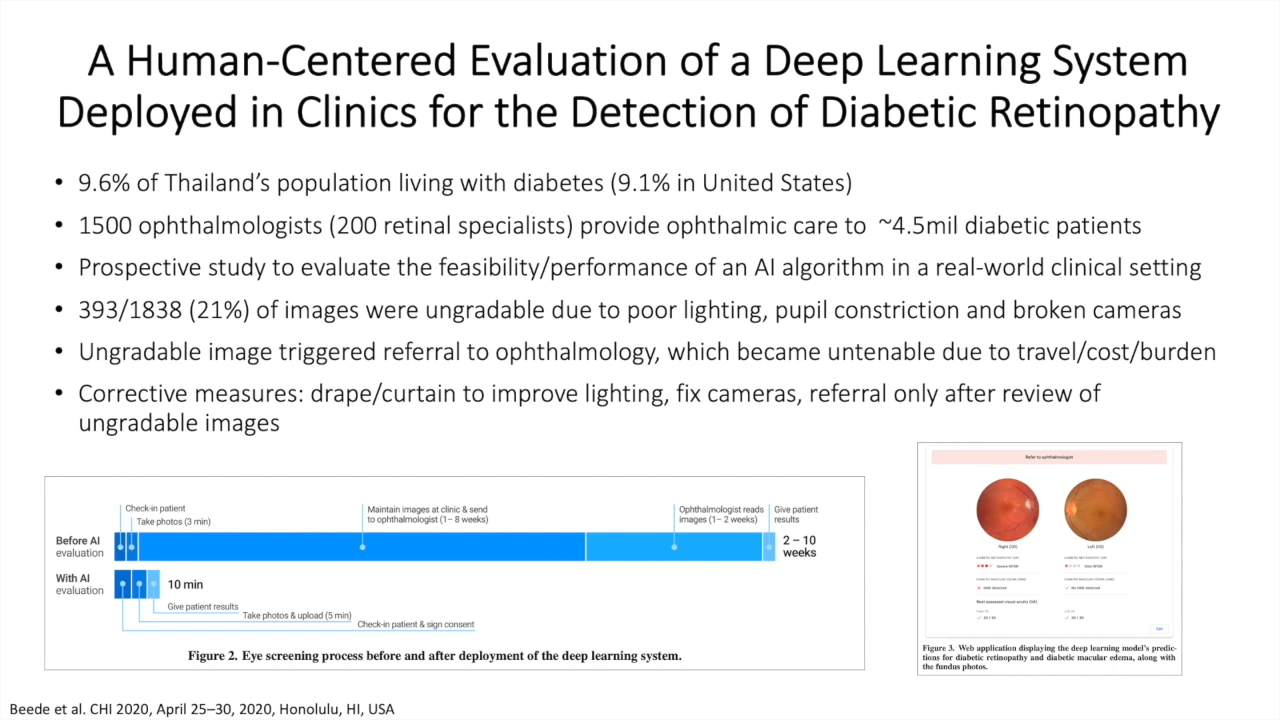 A Human-Centered Evaluation of a Deep Learning System
Deployed in Clinics for the Detection of Diabetic Retinopathy
• 9.6% of Thailand's population living with diabetes (9.1% in United States)
• 1500 ophthalmologists (200 retinal specialists) provide ophthalmic care to ~4.5mil diabetic patients
• Prospective study to evaluate the feasibility/performance of an AI algorithm in a real-world clinical setting
• 393/1838 (21%) of images were ungradable due to poor lighting, pupil constriction and broken cameras
• Ungradable image triggered referral to ophthalmology, which became untenable due to travel/cost/burden
• Corrective measures: drape/curtain to improve lighting, fix cameras, referral only after review of
ungradable images
Check-in patient
Take photos (3 min)
Maintain images at clinic & send
to ophthalmologist (1– 8 weeks)
Ophthalmologist reads
images (1– 2 weeks)
Give patient
results
Before AI
evaluation
2 – 10
weeks
With AI
evaluation
10 min
Give patient results
Take photos & upload (5 min)
Check-in patient & sign consent
Figure 2. Eye screening process before and after deployment of the deep learning system.
Refer to ophthalmologist
Right (OD)
Left (OS)
Figure 3. Web application displaying the deep learning model's predic-
tions for diabetic retinopathy and diabetic macular edema, along with
the fundus photos.
Beede et al. CHI 2020, April 25–30, 2020, Honolulu, HI, USA